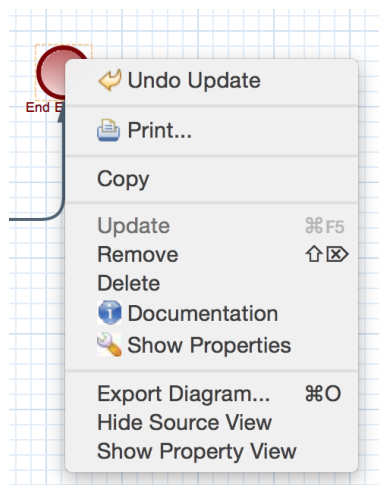 Undo Update
End E
Print...
Copy
Update ⌘F5
Remove ⇧⌦
Delete
Documentation
Show Properties
Export Diagram... ⌘O
Hide Source View
Show Property View